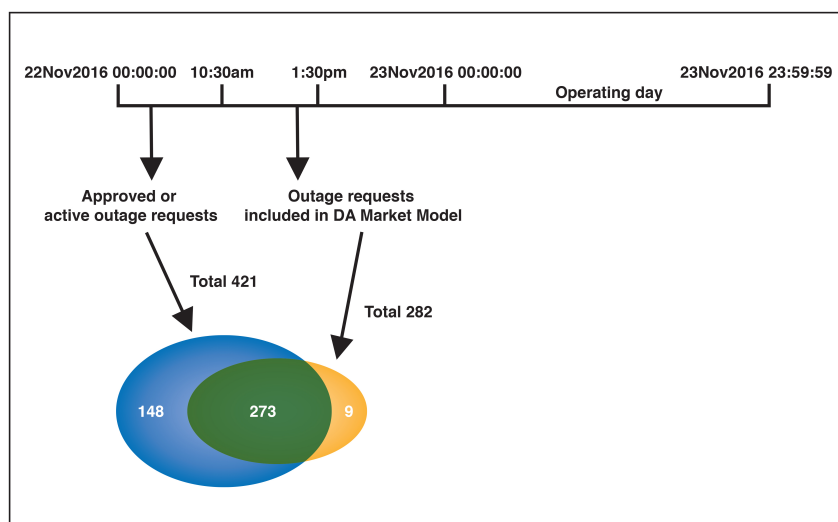 22Nov2016 00:00:00
10:30am
1:30pm
23Nov2016 00:00:00
23Nov2016 23:59:59
Operating day
Approved or
active outage requests
Outage requests
included in DA Market Model
Total 421
Total 282
148
273
9